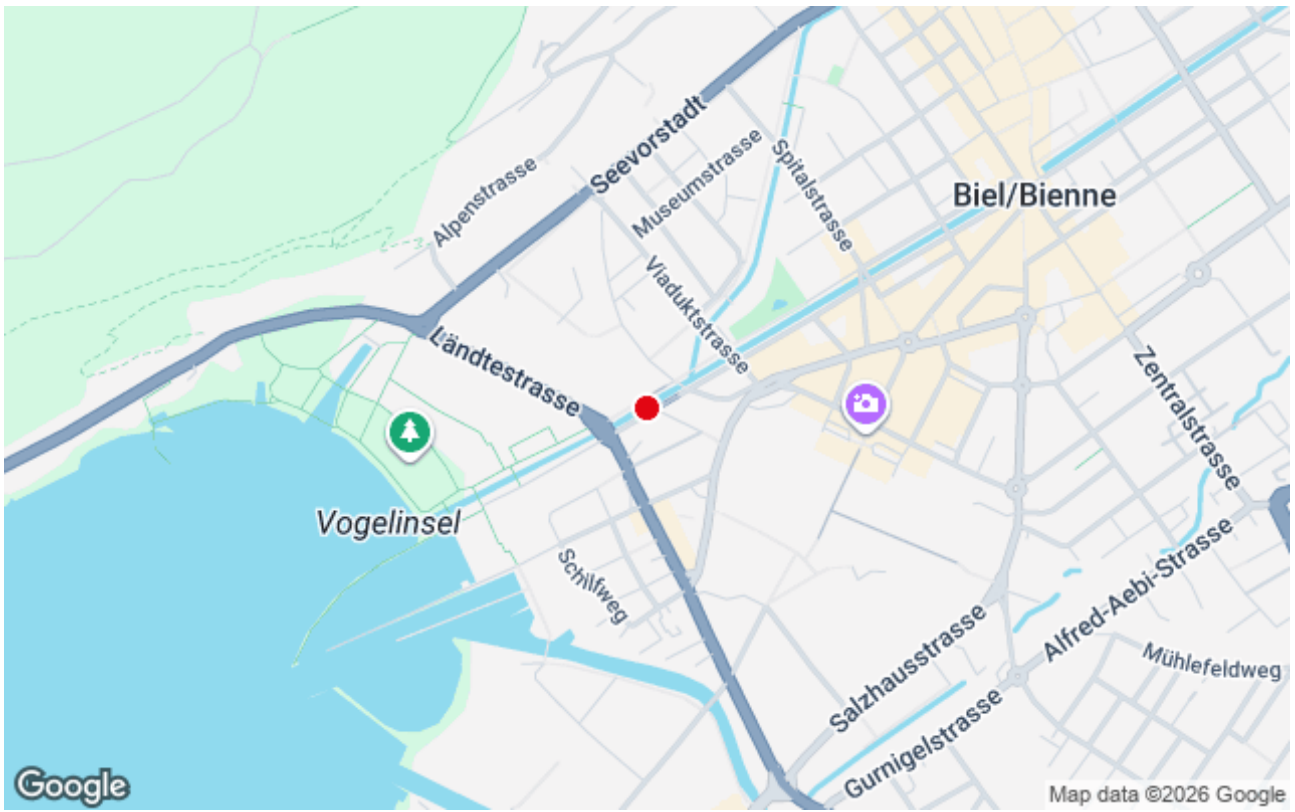 Seevorstadt
Museumstrasse
Spitalstrasse
Alpenstrasse
Biel/Bienne
Viaduktstrasse
Ländtestrasse
Zentralstrasse
Vogelinsel
Schilfweg
Alfred-Aebi-Strasse
Salzhausstrasse
Mühlefeldweg
Gurnigelstrasse
Google
Map data ©2026 Google